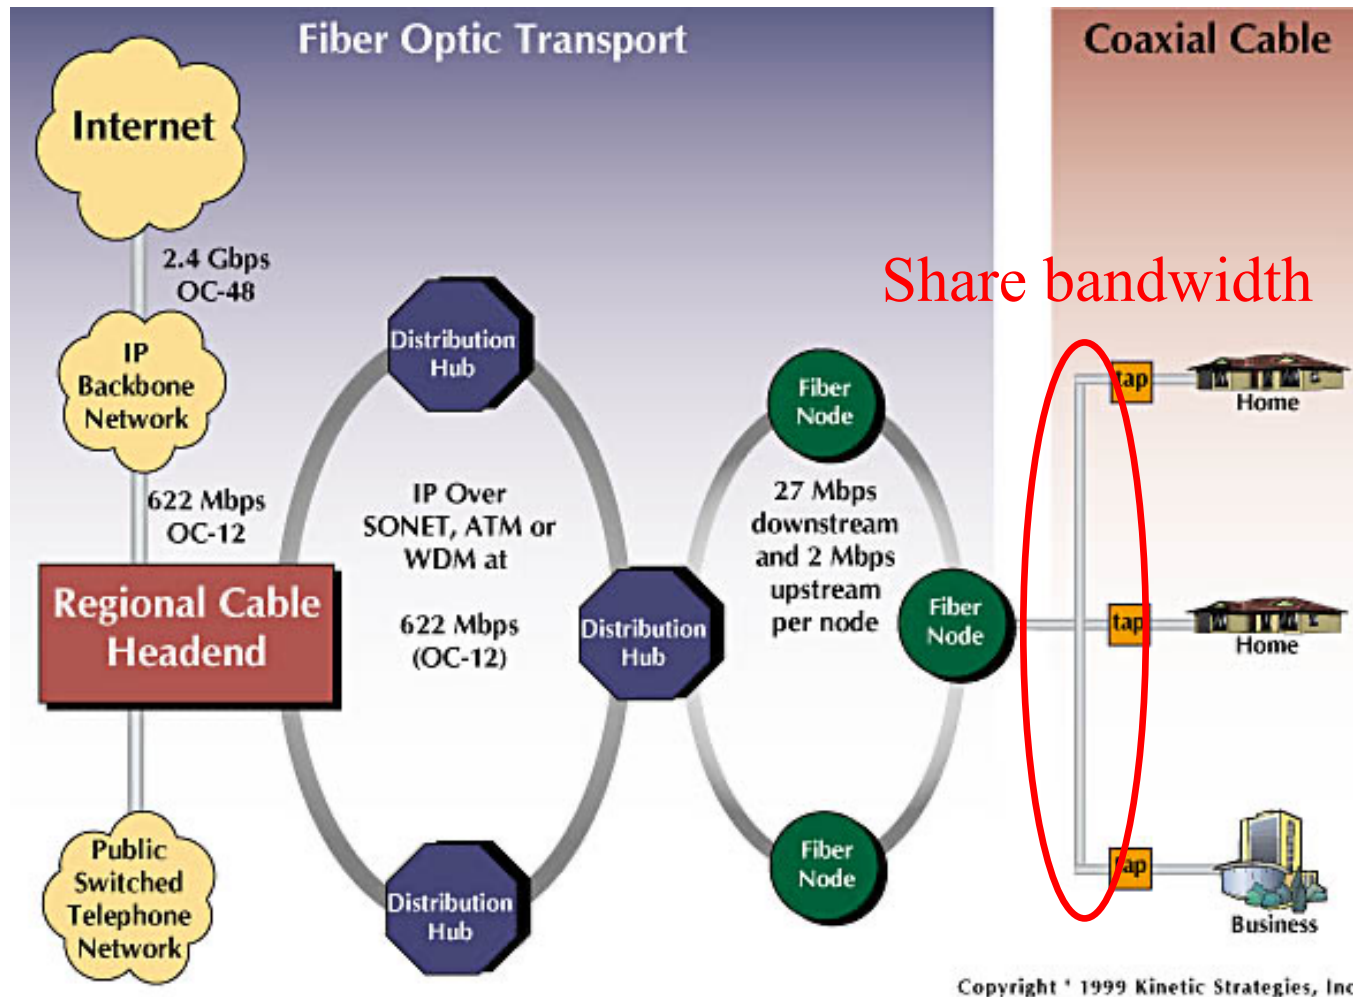 Fiber Optic Transport
Coaxial Cable
Internet
2.4 Gbps
OC-48
Share bandwidth
IP
Backbone
Network
Distribution
Hub
Fiber
Node
tap
Home
622 Mbps
OC-12
IP Over
SONET, ATM or
WDM at
622 Mbps
(OC-12)
27 Mbps
downstream
and 2 Mbps
upstream
per node
Regional Cable
Headend
Distribution
Hub
Fiber
Node
tap
Home
Public
Switched
Telephone
Network
Distribution
Hub
Fiber
Node
tap
Business
Copyright * 1999 Kinetic Strategies, Inc